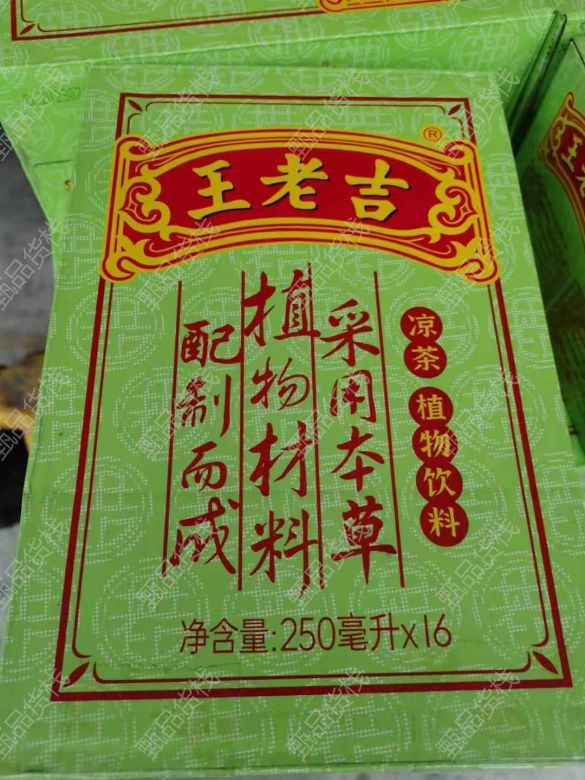 王老吉®
凉茶 植物饮料
采用本草
植物材料
配制而成
净含量:250毫升x16
甄品货栈